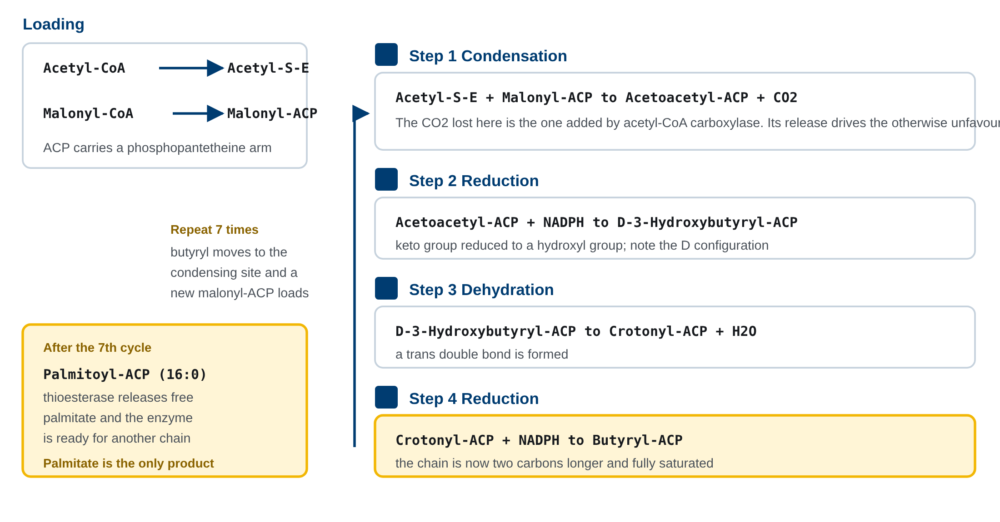 Loading
Acetyl-CoA Acetyl-S-E
Malonyl-CoA Malonyl-ACP
ACP carries a phosphopantetheine arm
Repeat 7 times
butyryl moves to the
condensing site and a
new malonyl-ACP loads
After the 7th cycle
Palmitoyl-ACP (16:0)
thioesterase releases free
palmitate and the enzyme
is ready for another chain
Palmitate is the only product
Step 1 Condensation
Acetyl-S-E + Malonyl-ACP to Acetoacetyl-ACP + CO2
The CO2 lost here is the one added by acetyl-CoA carboxylase. Its release drives the otherwise
Step 2 Reduction
Acetoacetyl-ACP + NADPH to D-3-Hydroxybutyryl-ACP
keto group reduced to a hydroxyl group; note the D configuration
Step 3 Dehydration
D-3-Hydroxybutyryl-ACP to Crotonyl-ACP + H2O
a trans double bond is formed
Step 4 Reduction
Crotonyl-ACP + NADPH to Butyryl-ACP
the chain is now two carbons longer and fully saturated